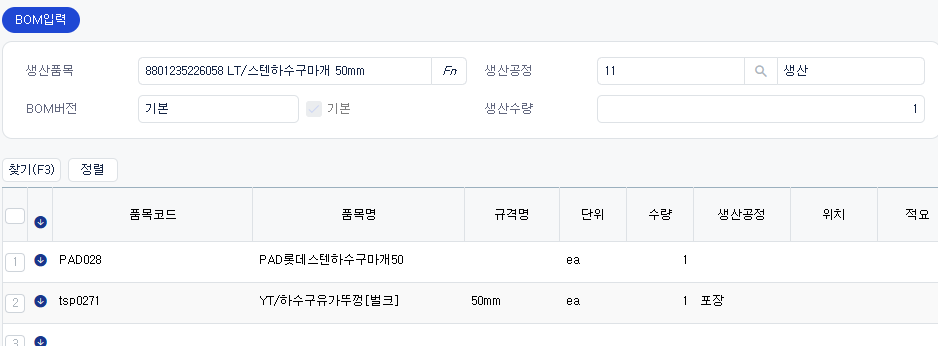 BOM입력
생산품목 8801235226058 LT/스텐하수구마개 50mm Fn 생산공정 11 생산
BOM버전 기본 기본 생산수량 1
찾기(F3) 정렬
품목코드 품목명 규격명 단위 수량 생산공정 위치 적요
1 PAD028 PAD롯데스텐하수구마개50 ea 1
2 tsp0271 YT/하수구유가뚜껑[벌크] 50mm ea 1 포장
3